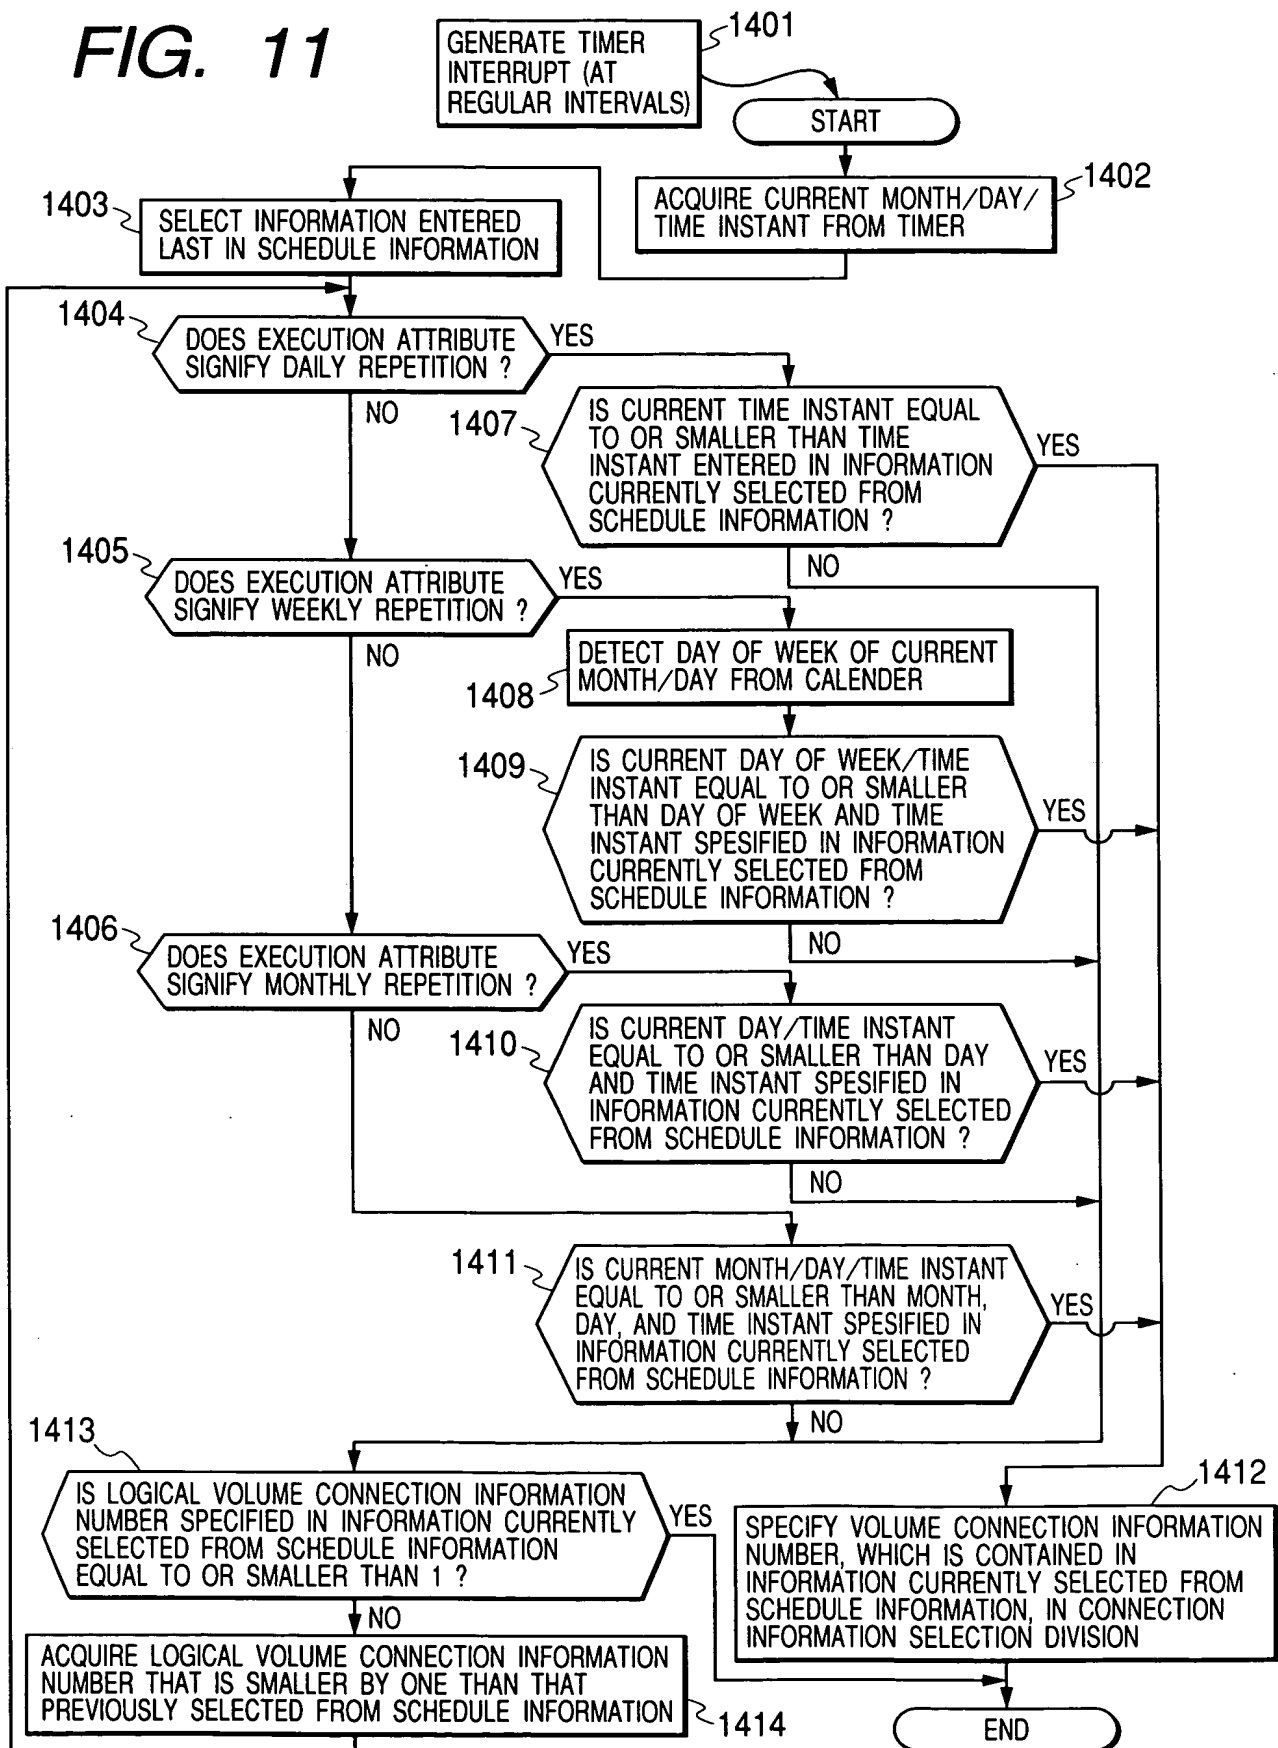 FIG. 11
1401
GENERATE TIMER
INTERRUPT (AT
REGULAR INTERVALS)
START
1402
ACQUIRE CURRENT MONTH/DAY/
TIME INSTANT FROM TIMER
1403
SELECT INFORMATION ENTERED
LAST IN SCHEDULE INFORMATION
1404
DOES EXECUTION ATTRIBUTE
SIGNIFY DAILY REPETITION ?
YES
NO
1407
IS CURRENT TIME INSTANT EQUAL
TO OR SMALLER THAN TIME
INSTANT ENTERED IN INFORMATION
CURRENTLY SELECTED FROM
SCHEDULE INFORMATION ?
YES
NO
1405
DOES EXECUTION ATTRIBUTE
SIGNIFY WEEKLY REPETITION ?
YES
NO
DETECT DAY OF WEEK OF CURRENT
MONTH/DAY FROM CALENDER
1408
1409
IS CURRENT DAY OF WEEK/TIME
INSTANT EQUAL TO OR SMALLER
THAN DAY OF WEEK AND TIME
INSTANT SPESIFIED IN INFORMATION
CURRENTLY SELECTED FROM
SCHEDULE INFORMATION ?
YES
NO
1406
DOES EXECUTION ATTRIBUTE
SIGNIFY MONTHLY REPETITION ?
YES
NO
1410
IS CURRENT DAY/TIME INSTANT
EQUAL TO OR SMALLER THAN DAY
AND TIME INSTANT SPESIFIED IN
INFORMATION CURRENTLY SELECTED
FROM SCHEDULE INFORMATION ?
YES
NO
1411
IS CURRENT MONTH/DAY/TIME INSTANT
EQUAL TO OR SMALLER THAN MONTH,
DAY, AND TIME INSTANT SPESIFIED IN
INFORMATION CURRENTLY SELECTED
FROM SCHEDULE INFORMATION ?
YES
NO
1413
IS LOGICAL VOLUME CONNECTION INFORMATION
NUMBER SPECIFIED IN INFORMATION CURRENTLY
SELECTED FROM SCHEDULE INFORMATION
EQUAL TO OR SMALLER THAN 1 ?
YES
NO
1412
SPECIFY VOLUME CONNECTION INFORMATION
NUMBER, WHICH IS CONTAINED IN
INFORMATION CURRENTLY SELECTED FROM
SCHEDULE INFORMATION, IN CONNECTION
INFORMATION SELECTION DIVISION
ACQUIRE LOGICAL VOLUME CONNECTION INFORMATION
NUMBER THAT IS SMALLER BY ONE THAN THAT
PREVIOUSLY SELECTED FROM SCHEDULE INFORMATION
1414
END